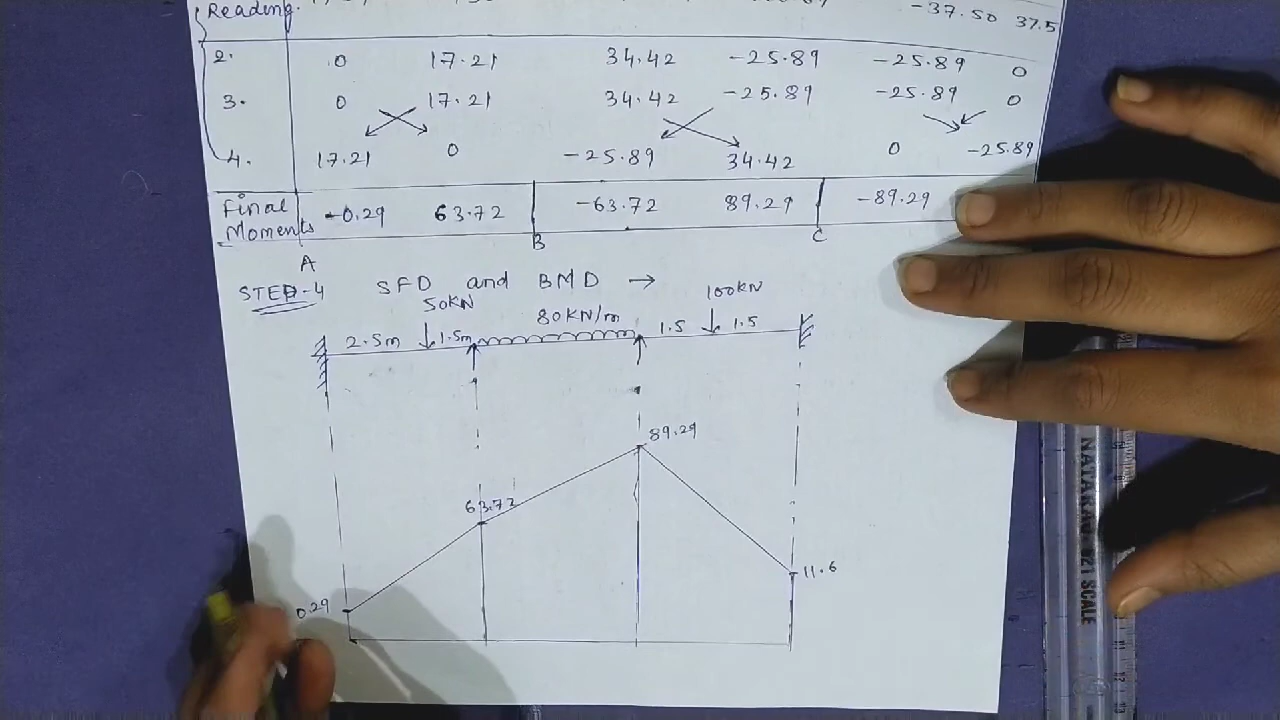 Reading. -37.50 37.5
2. 0 17.21 34.42 -25.89 -25.89 0
3. 0 17.21 34.42 -25.89 -25.89 0
4. 17.21 0 -25.89 34.42 0 -25.89
Final Moments -0.29 63.72 -63.72 89.29 -89.29
A B C
STEP-4 SFD and BMD →
50KN 80KN/m 100KN
2.5m 1.5m 1.5 1.5
89.29
63.72
11.6
0.29
NATARAJ 621 SCALE